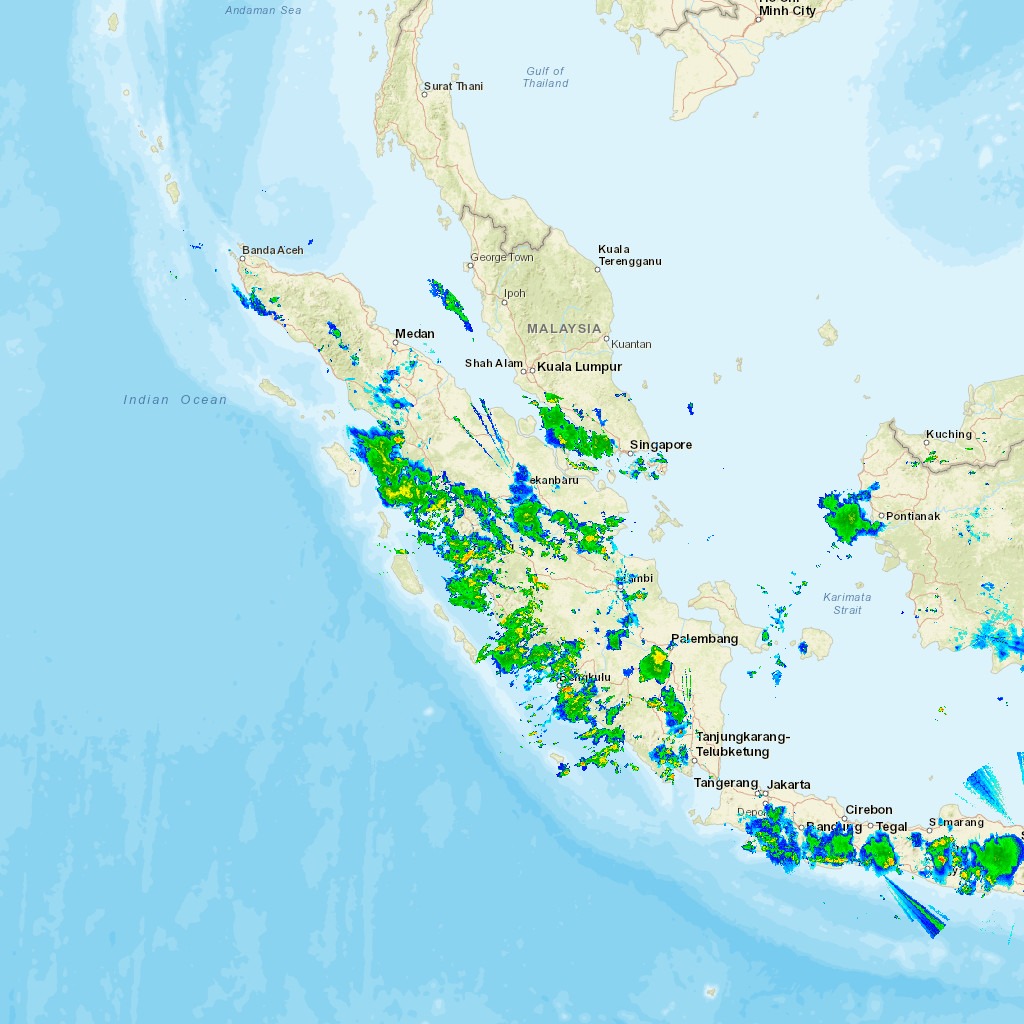 Andaman Sea
Minh City
Gulf of
Thailand
Surat Thani
Banda Aceh
George Town
Kuala
Terengganu
Ipoh
MALAYSIA
Medan
Kuantan
Shah Alam
Kuala Lumpur
Indian Ocean
Singapore
Kuching
ekanbaru
Pontianak
Karimata
Strait
Palembang
Bengkulu
Tanjungkarang-
Telubketung
Tangerang
Jakarta
Cirebon
Bandung
Tegal
Semarang